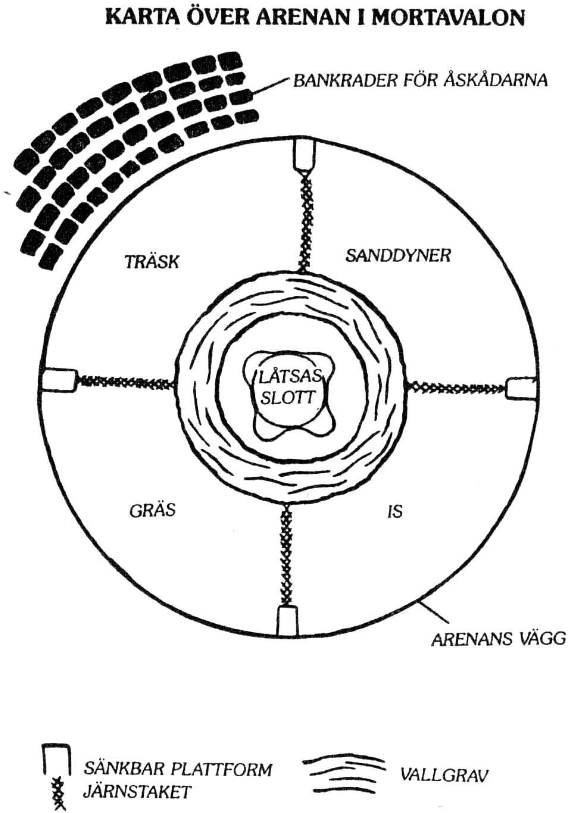 KARTA ÖVER ARENAN I MORTAVALON
BANKRADER FÖR ÅSKÅDARNA
TRÄSK
SANDDYNER
LÅTSAS
SLOTT
GRÄS
IS
ARENANS VÄGG
SÄNKBAR PLATTFORM
JÄRNSTAKET
VALLGRAV